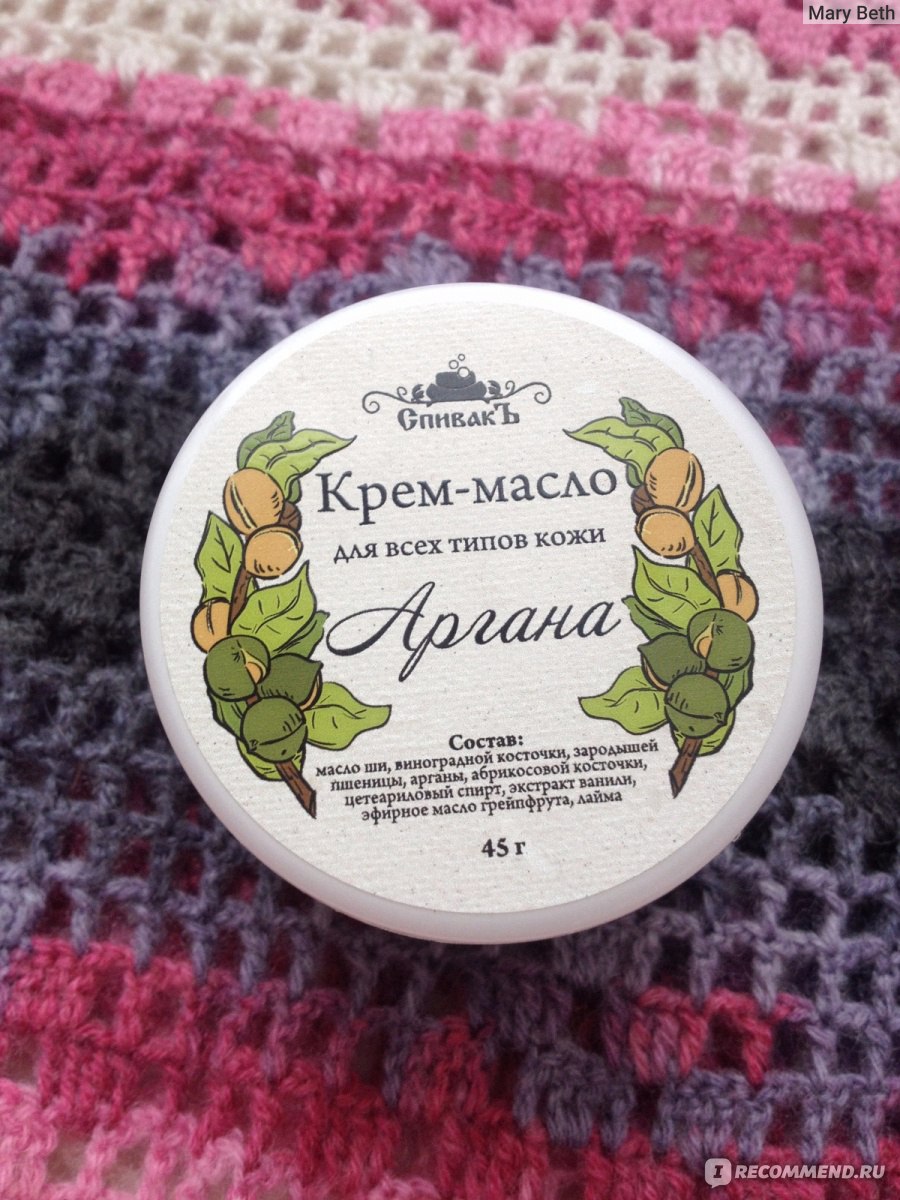 Mary Beth
СпивакЪ
Крем-масло
для всех типов кожи
Аргана
Состав:
масло ши, виноградной косточки, зародышей
пшеницы, арганы, абрикосовой косточки,
цетеариловый спирт, экстракт ванили,
эфирное масло грейпфрута, лайма
45 г
I RECOMMEND.RU